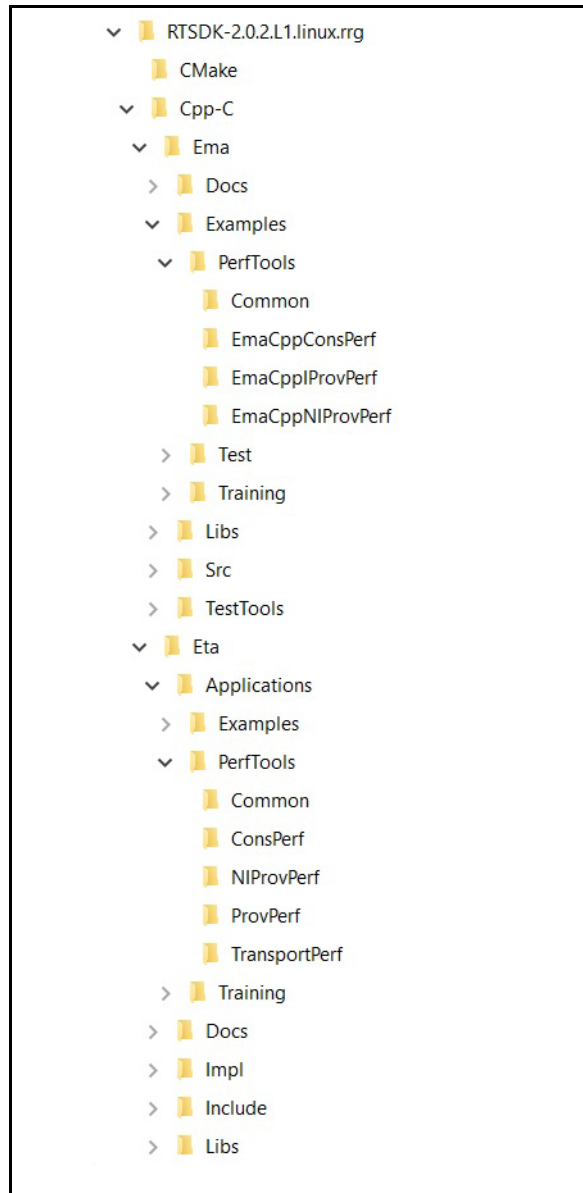 RTSDK-2.0.2.L1.linux.rrg
CMake
Cpp-C
Ema
Docs
Examples
PerfTools
Common
EmaCppConsPerf
EmaCppIProvPerf
EmaCppNIProvPerf
Test
Training
Libs
Src
TestTools
Eta
Applications
Examples
PerfTools
Common
ConsPerf
NIProvPerf
ProvPerf
TransportPerf
Training
Docs
Impl
Include
Libs